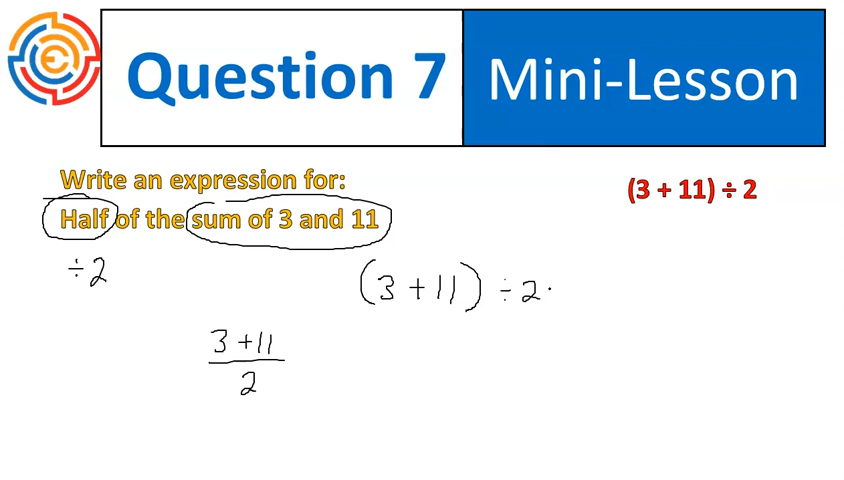 Question 7
Mini-Lesson
Write an expression for:
Half of the sum of 3 and 11
(3 + 11) ÷ 2
÷2
(3 + 11) ÷ 2.
3 + 11
2